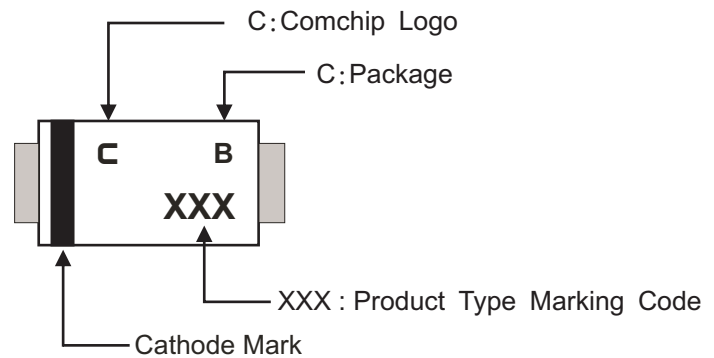 C:Comchip Logo
C:Package
C B
XXX
XXX : Product Type Marking Code
Cathode Mark